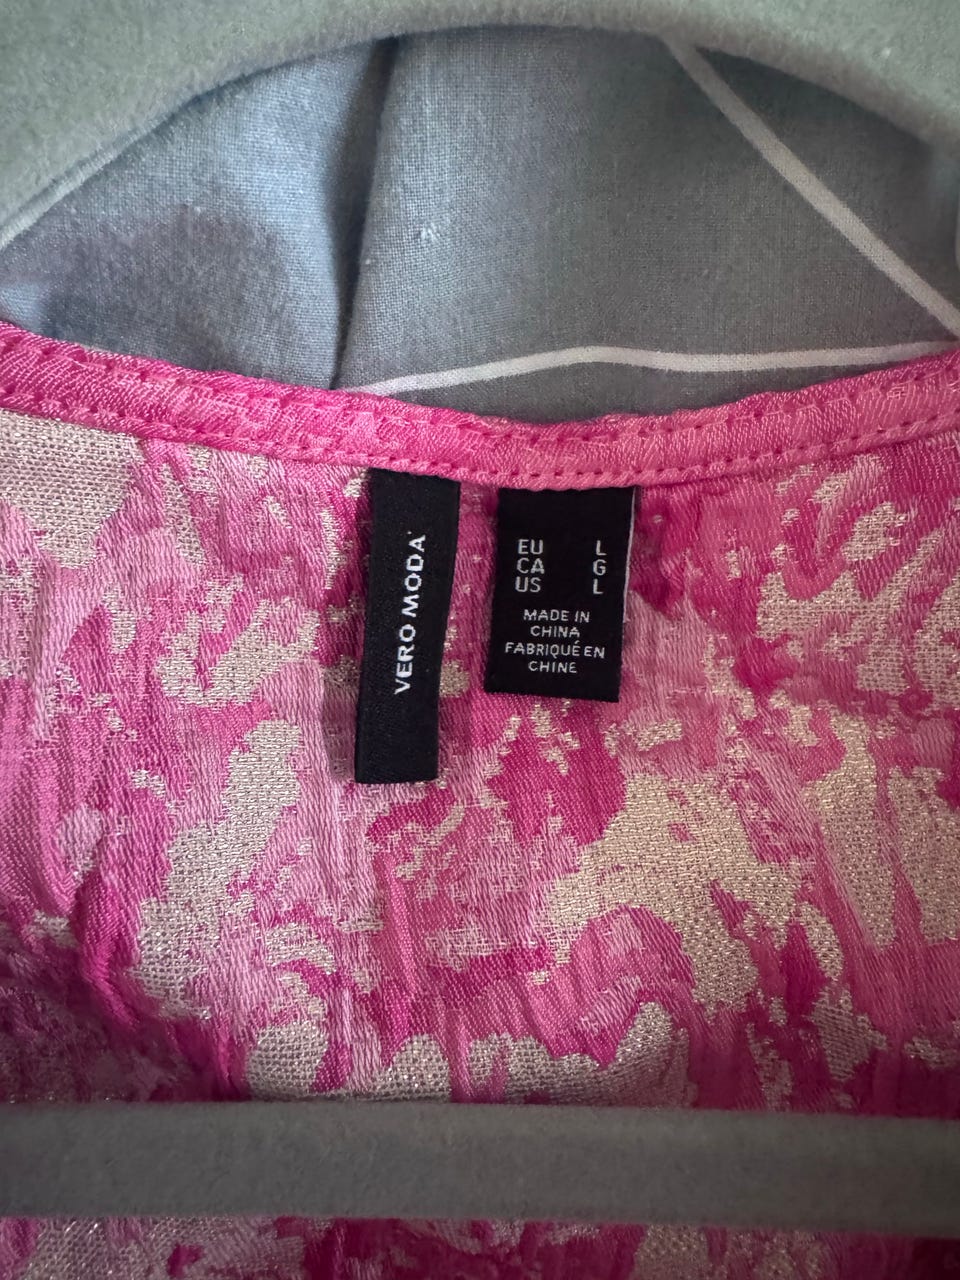 VERO MODA
EU L
CA G
US L
MADE IN
CHINA
FABRIQUÉ EN
CHINE